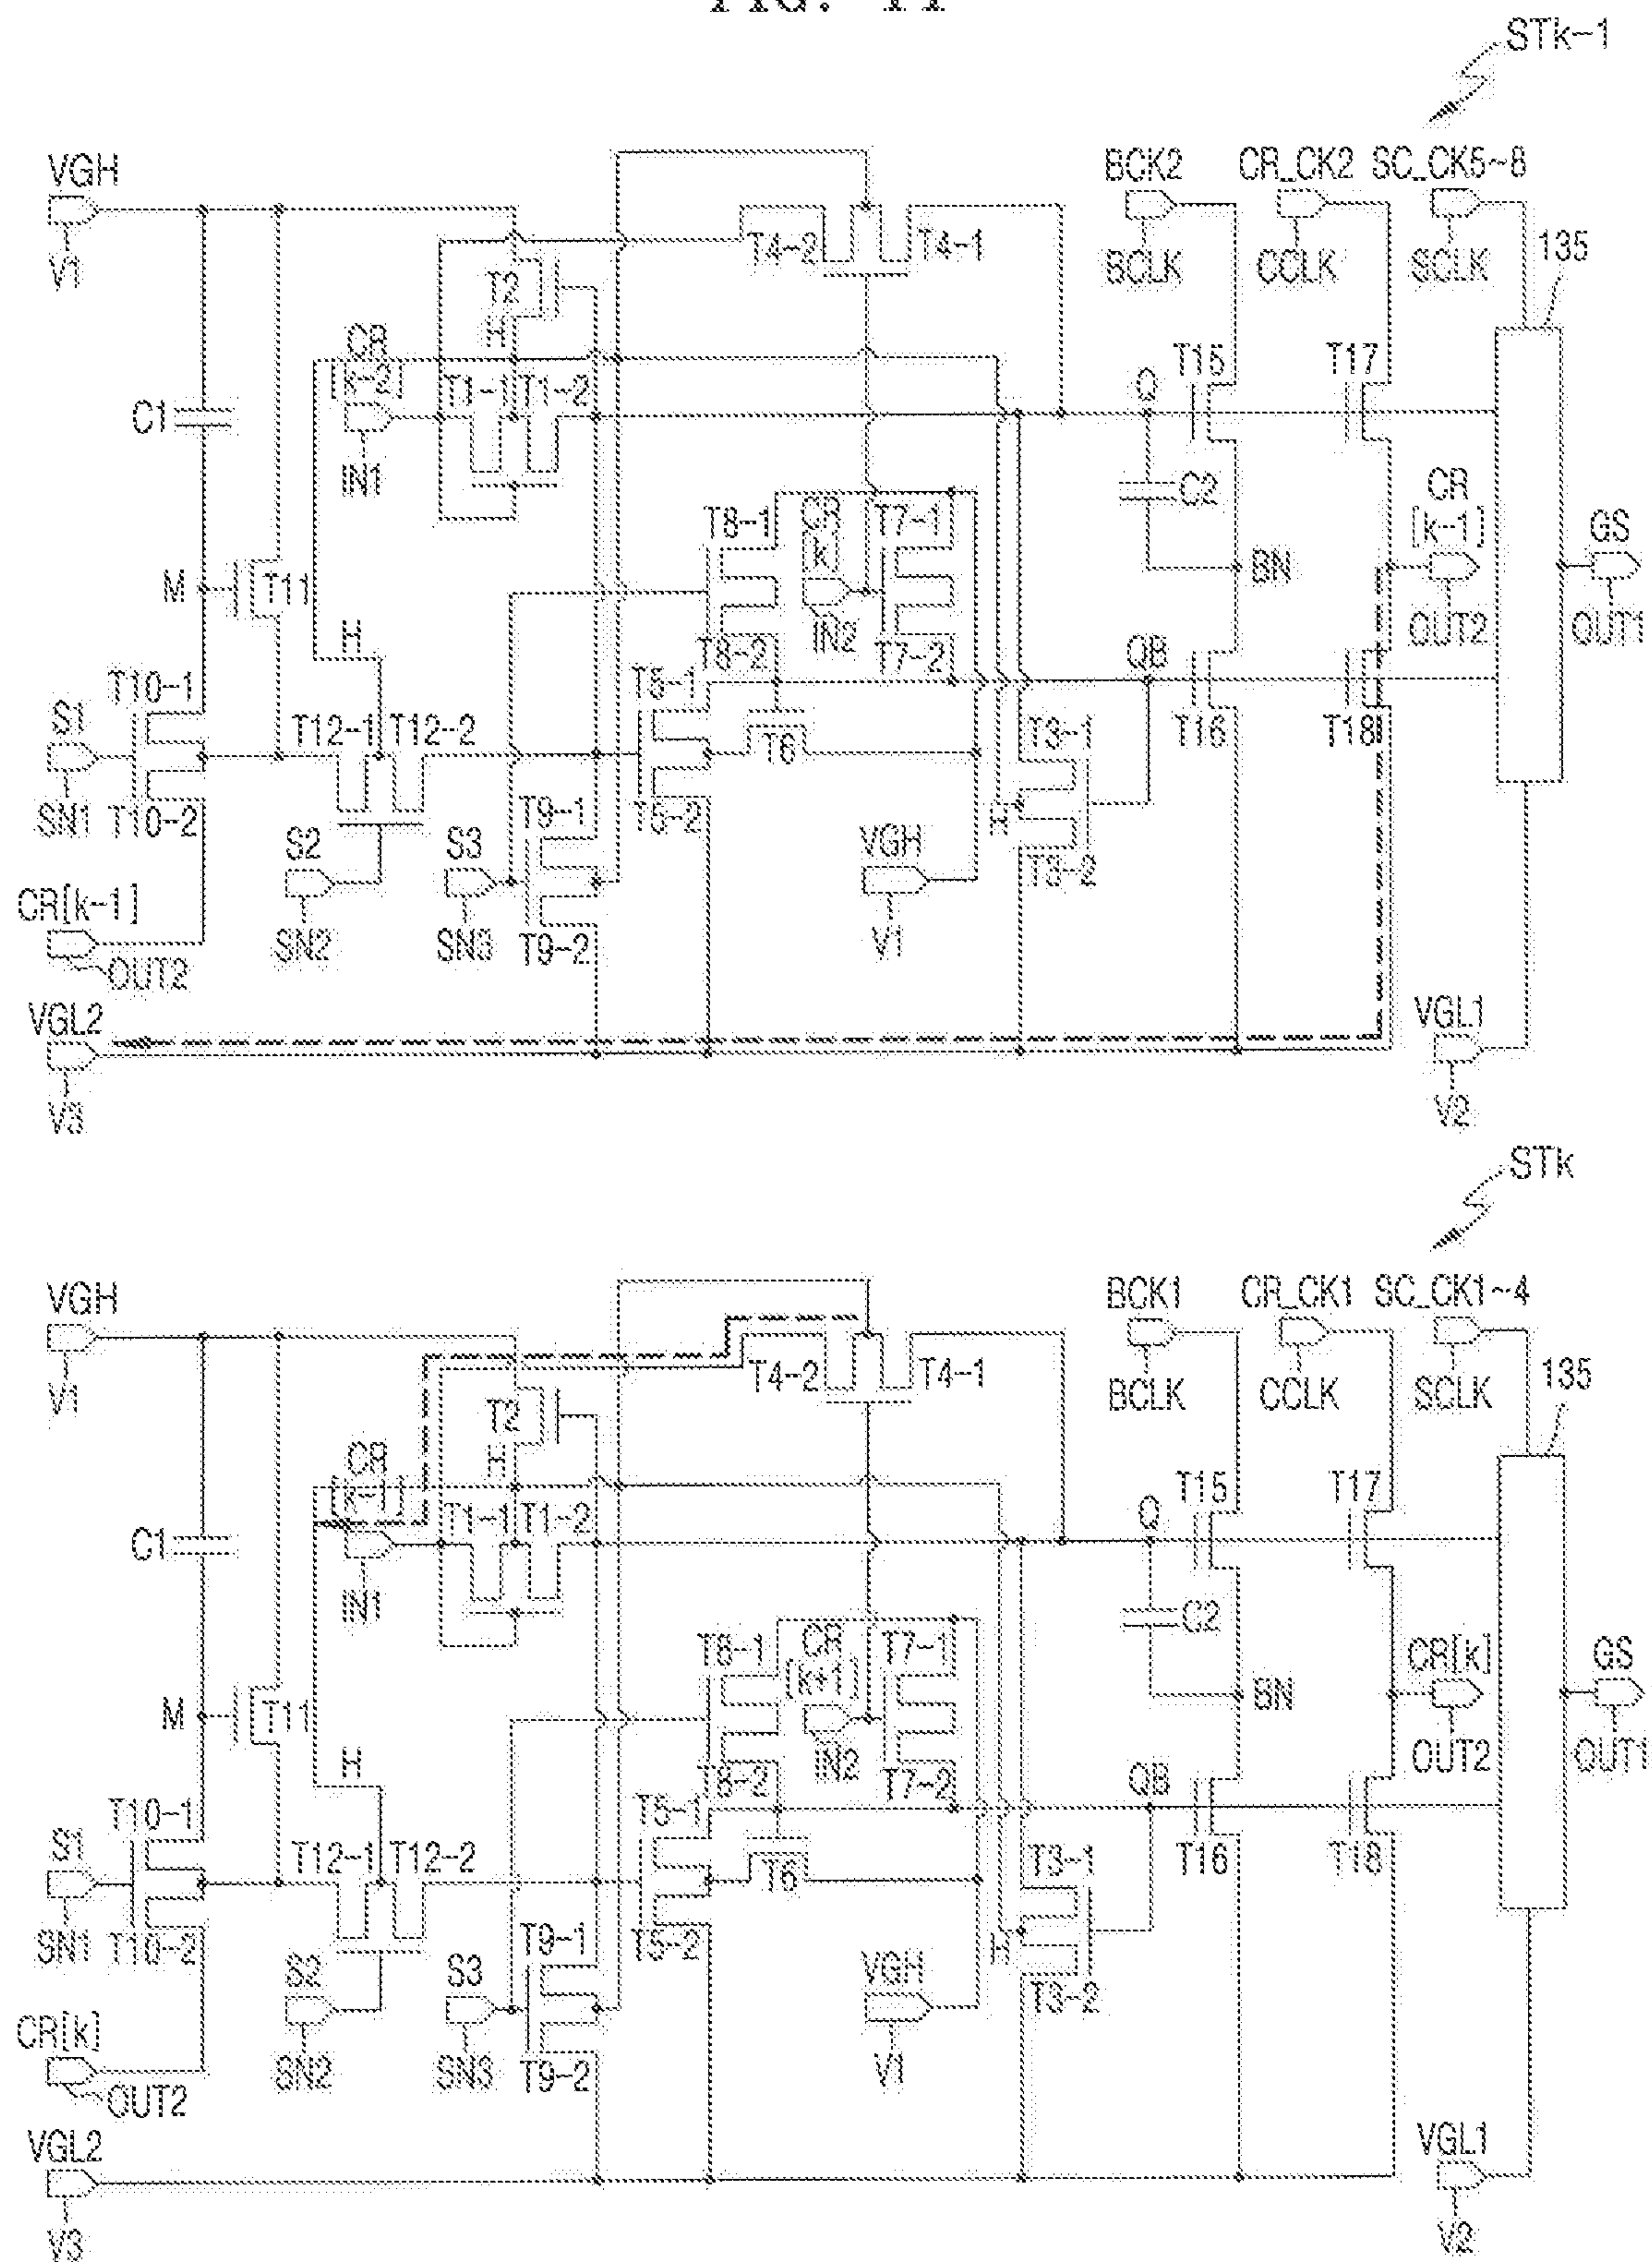 FIG. 11
STk-1
VGH
V1
BCK2
BCLK
CR_CK2
CCLK
SC_CK5~8
SCLK
135
T4-2
T4-1
T2
H
CR
[k-2]
IN1
T1-1
T1-2
C1
Q
T15
T17
C2
CR
[k-1]
OUT2
GS
OUT1
T8-1
CR
[k]
IN2
T7-1
BN
M
T11
H
T8-2
T7-2
QB
T10-1
S1
SN1
T10-2
T12-1
T12-2
T5-1
T6
T5-2
T3-1
T16
T18
H
T3-2
S2
SN2
S3
SN3
T9-1
T9-2
VGH
V1
CR[k-1]
OUT2
VGL2
V3
VGL1
V2
STk
VGH
V1
BCK1
BCLK
CR_CK1
CCLK
SC_CK1~4
SCLK
135
T4-2
T4-1
T2
H
CR
[k-1]
IN1
T1-1
T1-2
C1
Q
T15
T17
C2
CR[k]
OUT2
GS
OUT1
T8-1
CR
[k+1]
IN2
T7-1
BN
M
T11
H
T8-2
T7-2
QB
T10-1
S1
SN1
T10-2
T12-1
T12-2
T5-1
T6
T5-2
T3-1
T16
T18
H
T3-2
S2
SN2
S3
SN3
T9-1
T9-2
VGH
V1
CR[k]
OUT2
VGL2
V3
VGL1
V2